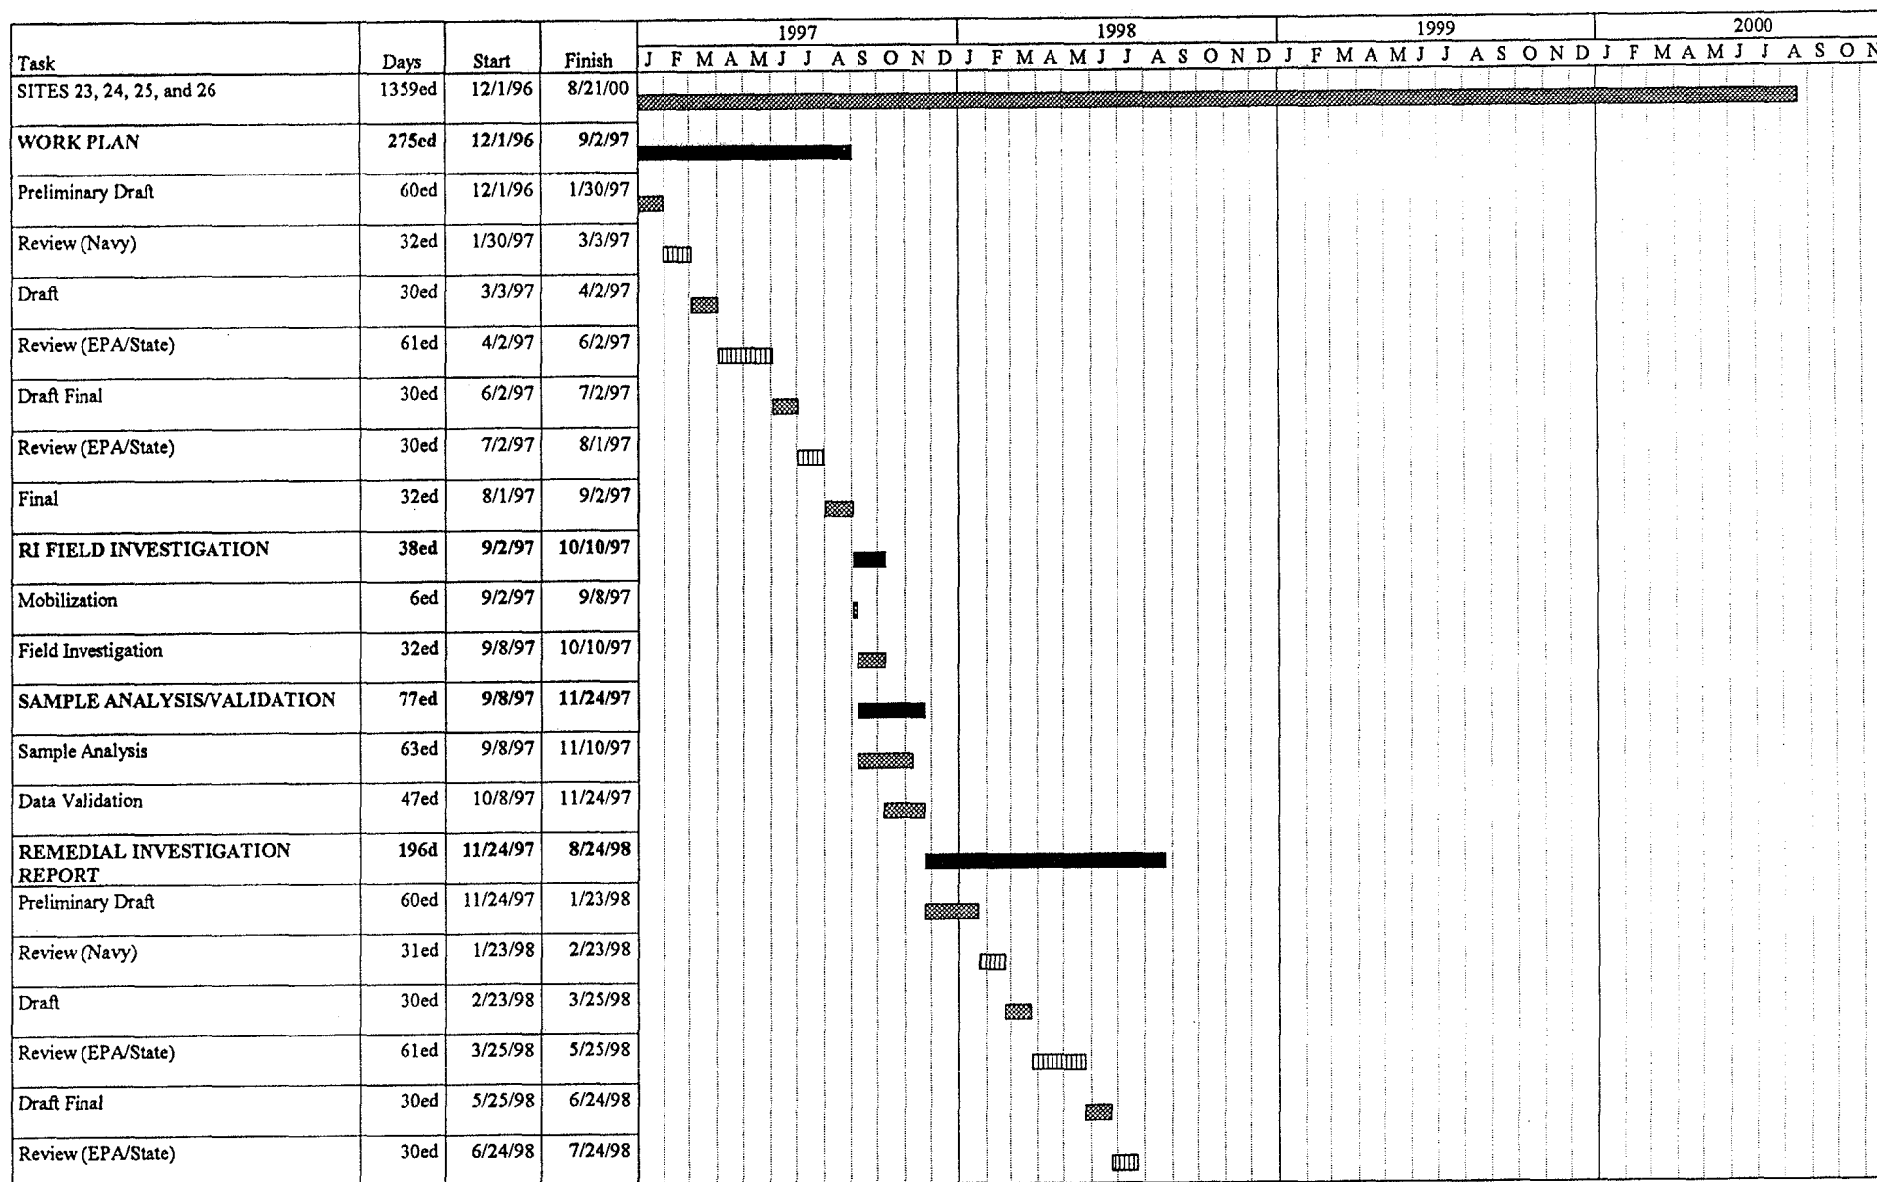 1997 1998 1999 2000
Task Days Start Finish J F M A M J J A S O N D J F M A M J J A S O N D J F M A M J J A S O N D J F M A M J J A S O N
SITES 23, 24, 25, and 26 1359ed 12/1/96 8/21/00
WORK PLAN 275ed 12/1/96 9/2/97
Preliminary Draft 60ed 12/1/96 1/30/97
Review (Navy) 32ed 1/30/97 3/3/97
Draft 30ed 3/3/97 4/2/97
Review (EPA/State) 61ed 4/2/97 6/2/97
Draft Final 30ed 6/2/97 7/2/97
Review (EPA/State) 30ed 7/2/97 8/1/97
Final 32ed 8/1/97 9/2/97
RI FIELD INVESTIGATION 38ed 9/2/97 10/10/97
Mobilization 6ed 9/2/97 9/8/97
Field Investigation 32ed 9/8/97 10/10/97
SAMPLE ANALYSIS/VALIDATION 77ed 9/8/97 11/24/97
Sample Analysis 63ed 9/8/97 11/10/97
Data Validation 47ed 10/8/97 11/24/97
REMEDIAL INVESTIGATION 196d 11/24/97 8/24/98
REPORT
Preliminary Draft 60ed 11/24/97 1/23/98
Review (Navy) 31ed 1/23/98 2/23/98
Draft 30ed 2/23/98 3/25/98
Review (EPA/State) 61ed 3/25/98 5/25/98
Draft Final 30ed 5/25/98 6/24/98
Review (EPA/State) 30ed 6/24/98 7/24/98